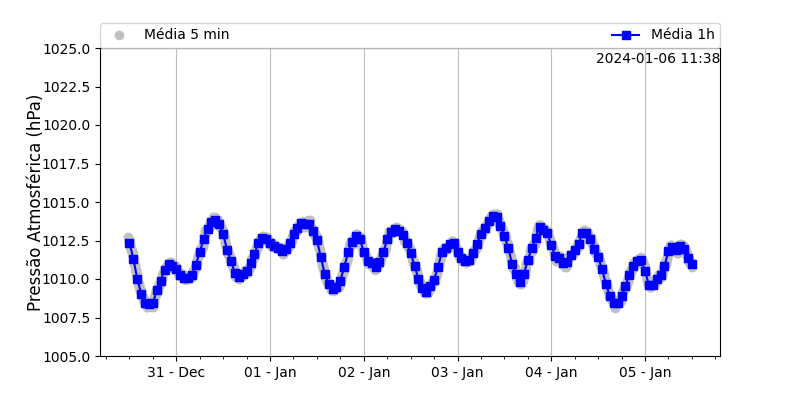 Média 5 min
Média 1h
2024-01-06 11:38
Pressão Atmosférica (hPa)
1025.0
1022.5
1020.0
1017.5
1015.0
1012.5
1010.0
1007.5
1005.0
31 - Dec
01 - Jan
02 - Jan
03 - Jan
04 - Jan
05 - Jan